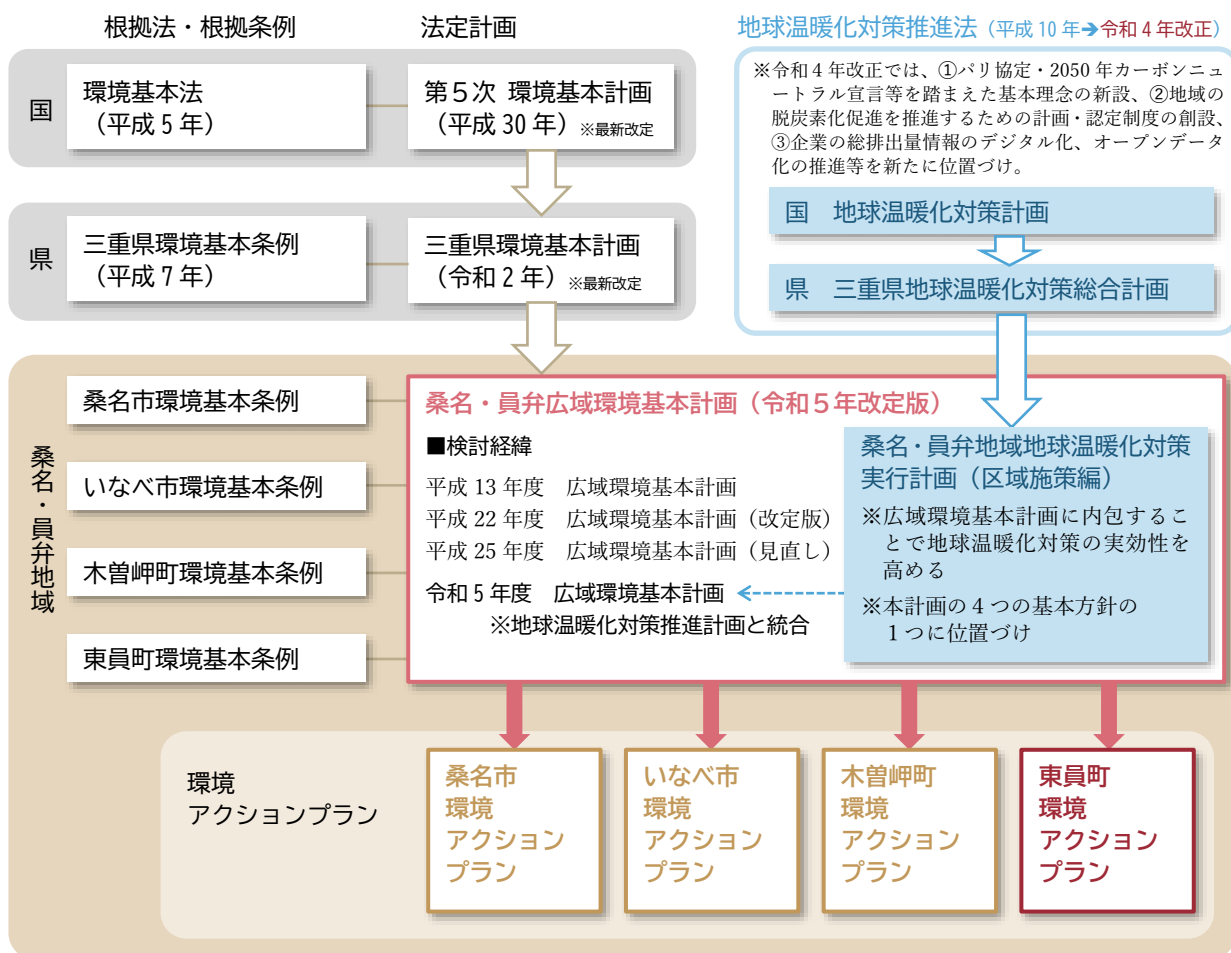 根拠法・根拠条例
法定計画
国
環境基本法
（平成5年）
第5次 環境基本計画
（平成30年）※最新改定
県
三重県環境基本条例
（平成7年）
三重県環境基本計画
（令和2年）※最新改定
地球温暖化対策推進法（平成10年➔令和4年改正）
※令和4年改正では、①パリ協定・2050年カーボンニュ
ートラル宣言等を踏まえた基本理念の新設、②地域の
脱炭素化促進を推進するための計画・認定制度の創設、
③企業の総排出量情報のデジタル化、オープンデータ
化の推進等を新たに位置づけ。
国　地球温暖化対策計画
県　三重県地球温暖化対策総合計画
桑名・員弁地域
桑名市環境基本条例
いなべ市環境基本条例
木曽岬町環境基本条例
東員町環境基本条例
桑名・員弁広域環境基本計画（令和5年改定版）
■検討経緯
平成13年度　広域環境基本計画
平成22年度　広域環境基本計画（改定版）
平成25年度　広域環境基本計画（見直し）
令和5年度　広域環境基本計画
※地球温暖化対策推進計画と統合
桑名・員弁地域地球温暖化対策
実行計画（区域施策編）
※広域環境基本計画に内包するこ
とで地球温暖化対策の実効性を
高める
※本計画の4つの基本方針の
1つに位置づけ
環境
アクションプラン
桑名市
環境
アクション
プラン
いなべ市
環境
アクション
プラン
木曽岬町
環境
アクション
プラン
東員町
環境
アクション
プラン